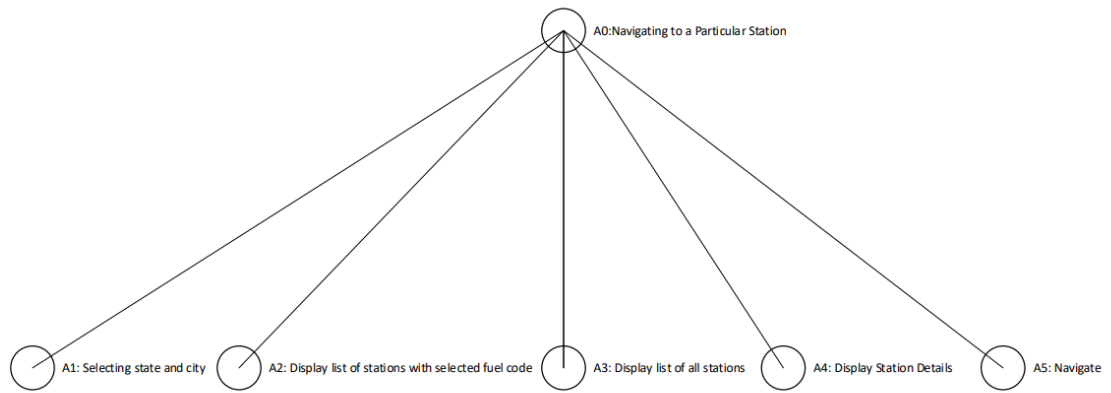 A0:Navigating to a Particular Station
A1: Selecting state and city
A2: Display list of stations with selected fuel code
A3: Display list of all stations
A4: Display Station Details
A5: Navigate